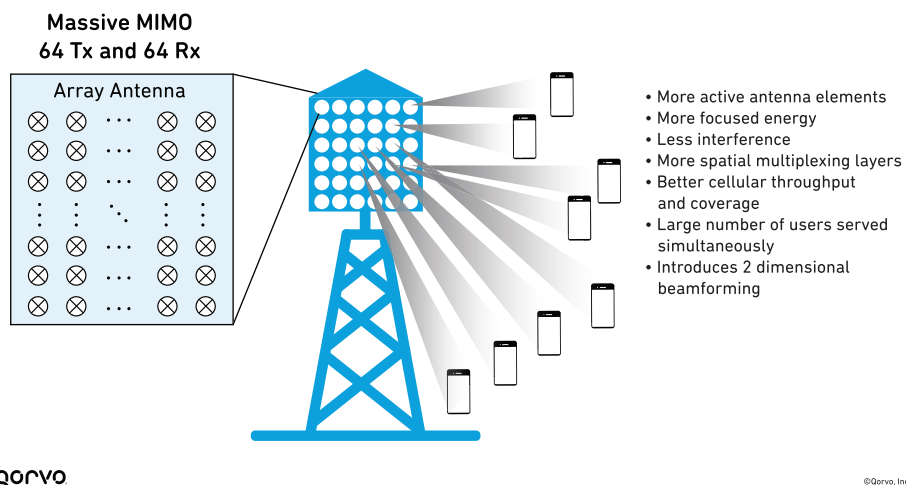 Massive MIMO
64 Tx and 64 Rx
Array Antenna
• More active antenna elements
• More focused energy
• Less interference
• More spatial multiplexing layers
• Better cellular throughput
and coverage
• Large number of users served
simultaneously
• Introduces 2 dimensional
beamforming
QORVO
©Qorvo, Inc